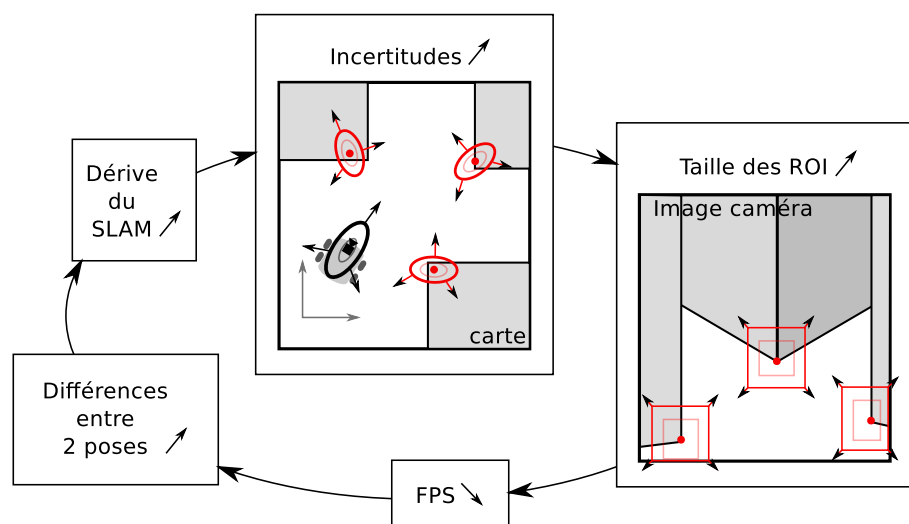 Incertitudes
carte
Taille des ROI
Image caméra
FPS
Différences
entre
2 poses
Dérive
du
SLAM